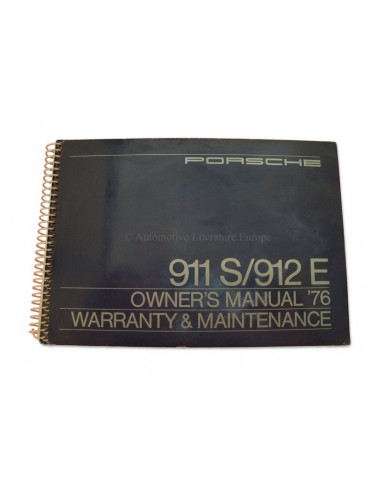 PORSCHE
© Automotive Literature Europe
911 S/912 E
OWNER'S MANUAL '76
WARRANTY & MAINTENANCE